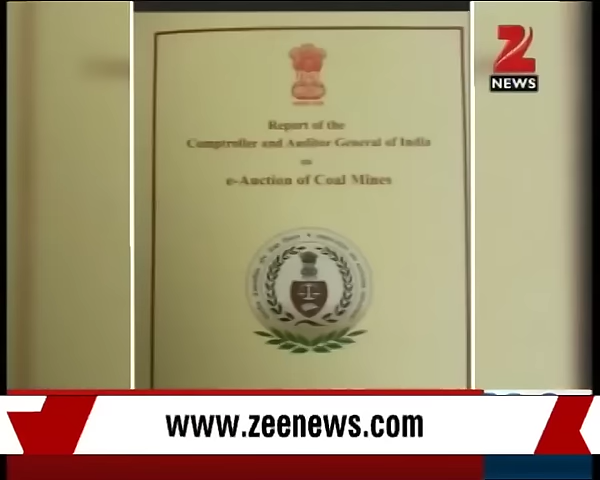 Z
NEWS
Report of the
Comptroller and Auditor General of India
on
e-Auction of Coal Mines
www.zeenews.com